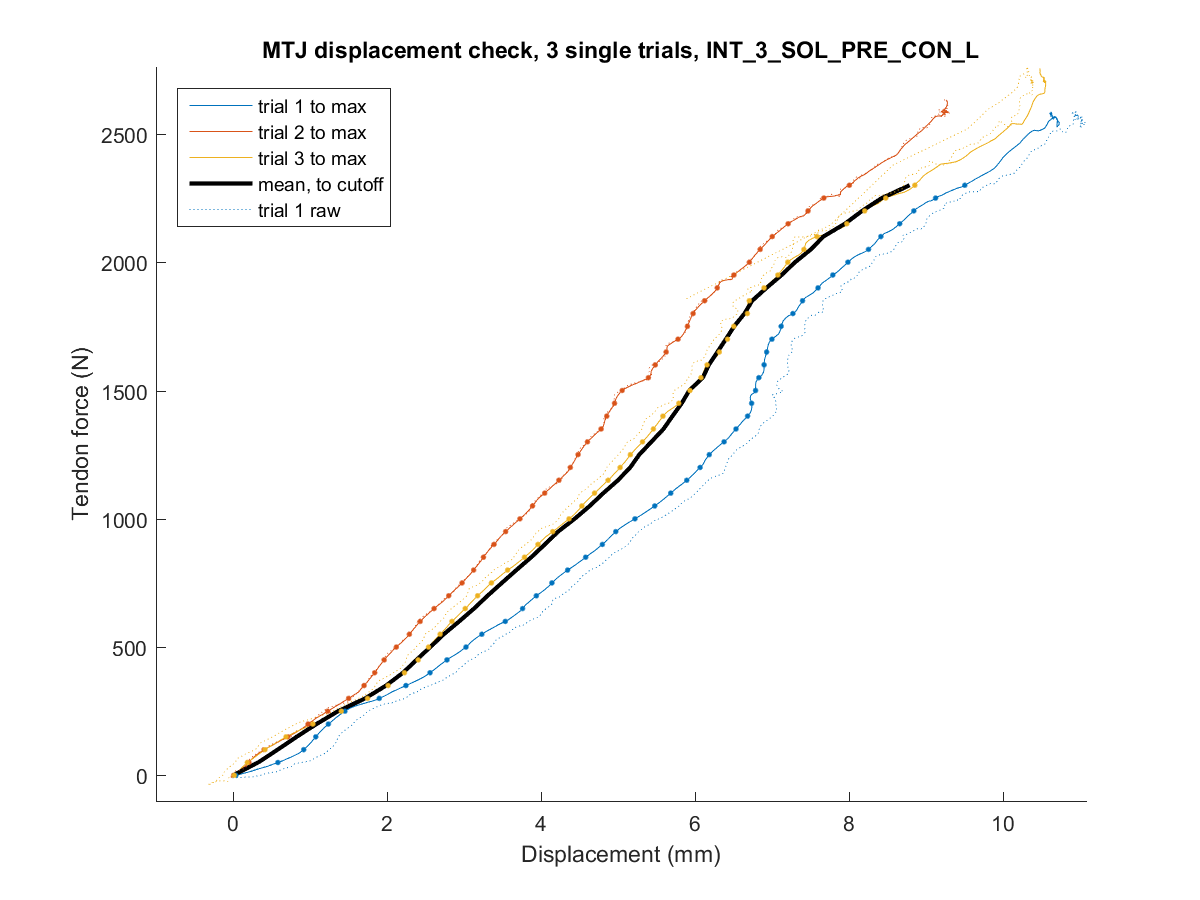 MTJ displacement check, 3 single trials, INT_3_SOL_PRE_CON_L
trial 1 to max
trial 2 to max
trial 3 to max
mean, to cutoff
trial 1 raw
2500
2000
1500
1000
500
0
Tendon force (N)
0 2 4 6 8 10
Displacement (mm)